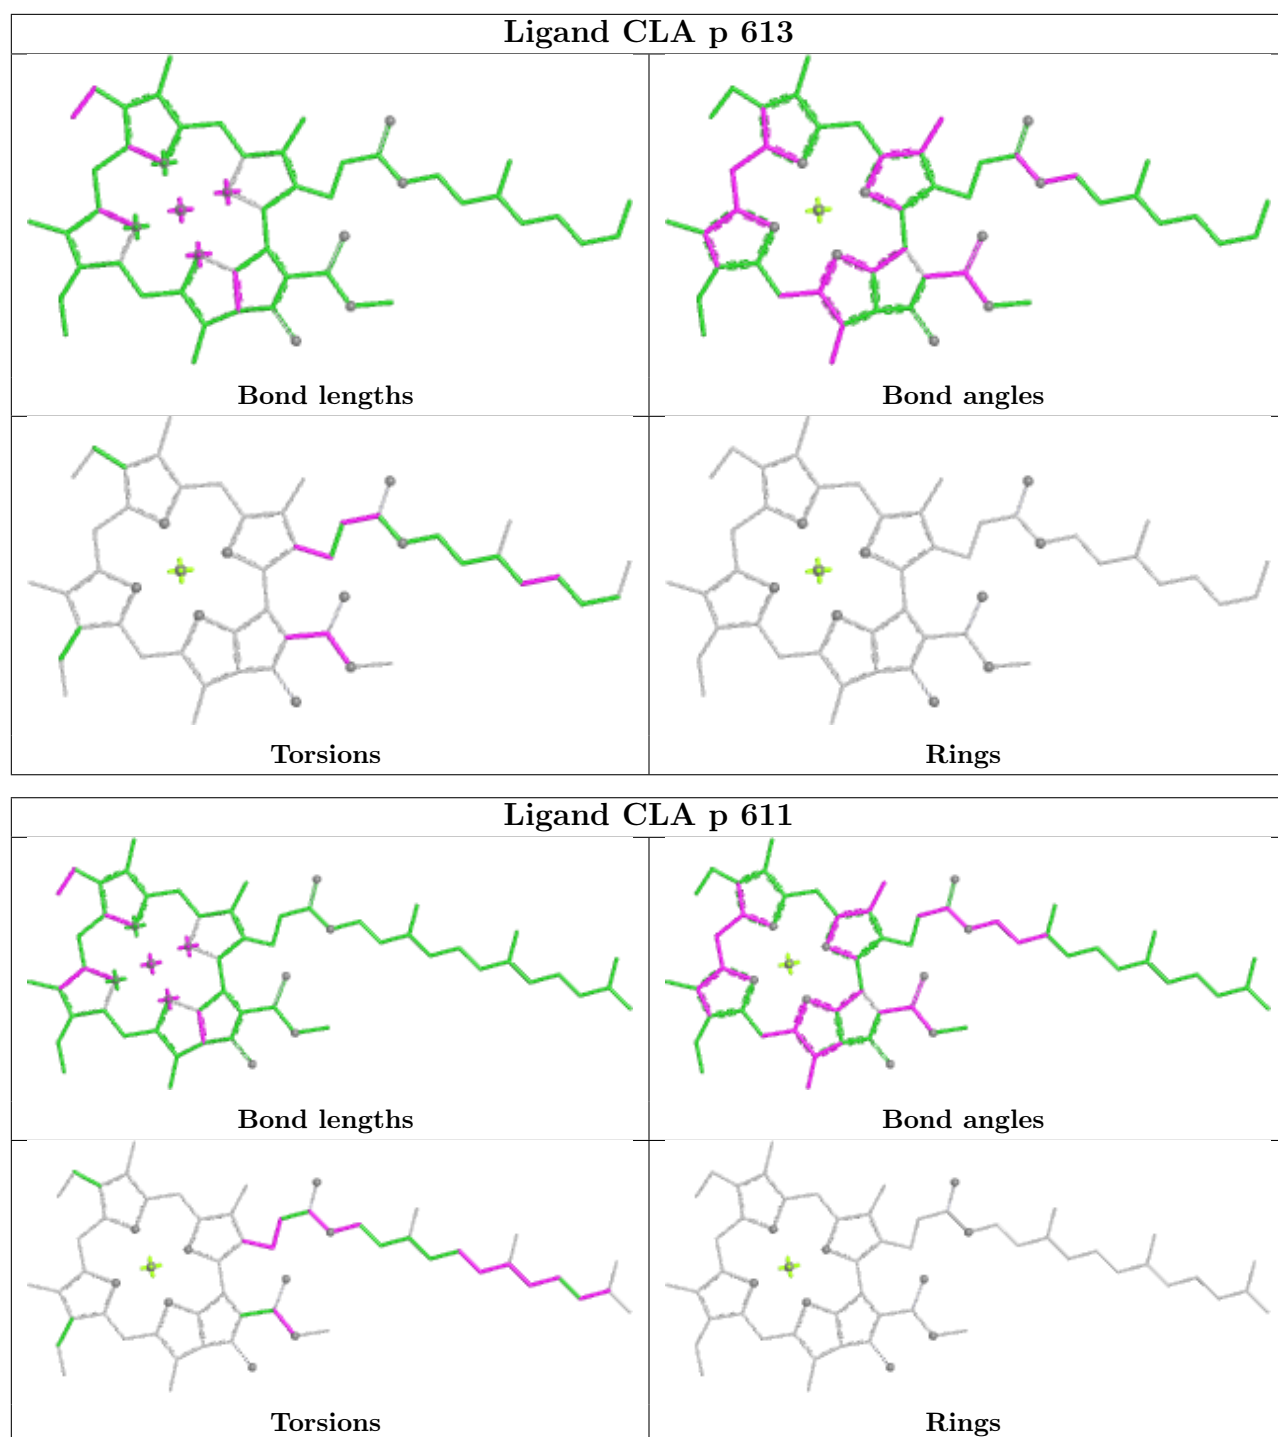 Ligand CLA p 613
Bond lengths
Bond angles
Torsions
Rings
Ligand CLA p 611
Bond lengths
Bond angles
Torsions
Rings